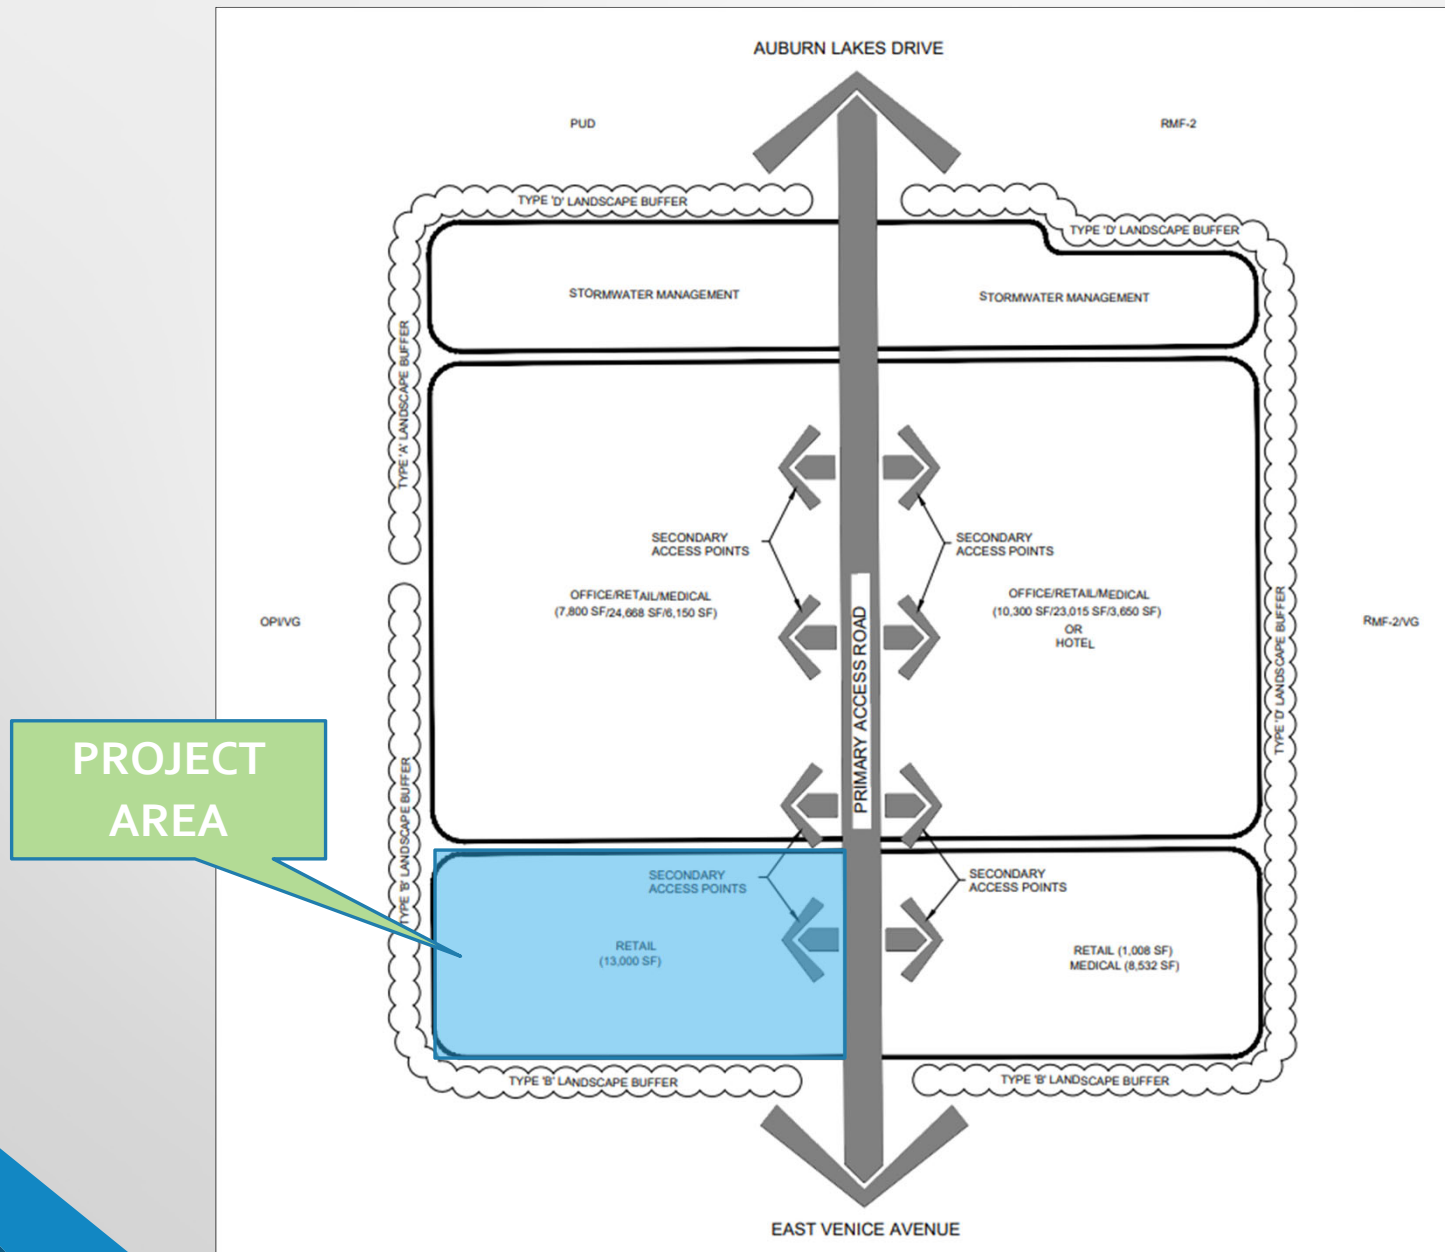 AUBURN LAKES DRIVE
PUD
RMF-2
TYPE 'D' LANDSCAPE BUFFER
TYPE 'D' LANDSCAPE BUFFER
STORMWATER MANAGEMENT
STORMWATER MANAGEMENT
TYPE 'A' LANDSCAPE BUFFER
SECONDARY
ACCESS POINTS
SECONDARY
ACCESS POINTS
OFFICE/RETAIL/MEDICAL
(7,800 SF/24,668 SF/6,150 SF)
OFFICE/RETAIL/MEDICAL
(10,300 SF/23,015 SF/3,650 SF)
OR
HOTEL
OPI/VG
RMF-2/VG
PRIMARY ACCESS ROAD
TYPE 'D' LANDSCAPE BUFFER
PROJECT
AREA
TYPE 'B' LANDSCAPE BUFFER
SECONDARY
ACCESS POINTS
SECONDARY
ACCESS POINTS
RETAIL
(13,000 SF)
RETAIL (1,008 SF)
MEDICAL (8,532 SF)
TYPE 'B' LANDSCAPE BUFFER
TYPE 'B' LANDSCAPE BUFFER
EAST VENICE AVENUE